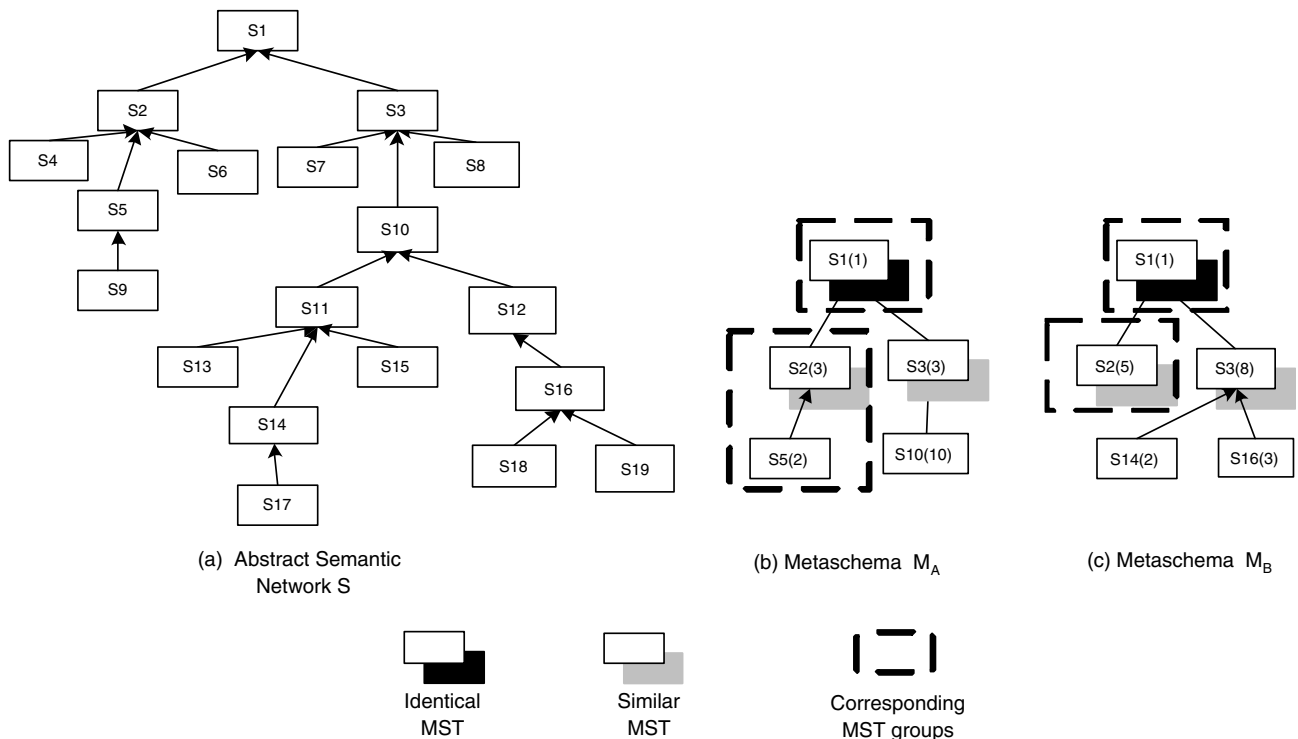 S1
S2
S3
S4
S6
S7
S8
S5
S10
S9
S11
S12
S13
S15
S16
S14
S18
S19
S17
(a) Abstract Semantic
Network S
S1(1)
S2(3)
S3(3)
S5(2)
S10(10)
(b) Metaschema M_A
S1(1)
S2(5)
S3(8)
S14(2)
S16(3)
(c) Metaschema M_B
Identical
MST
Similar
MST
Corresponding
MST groups